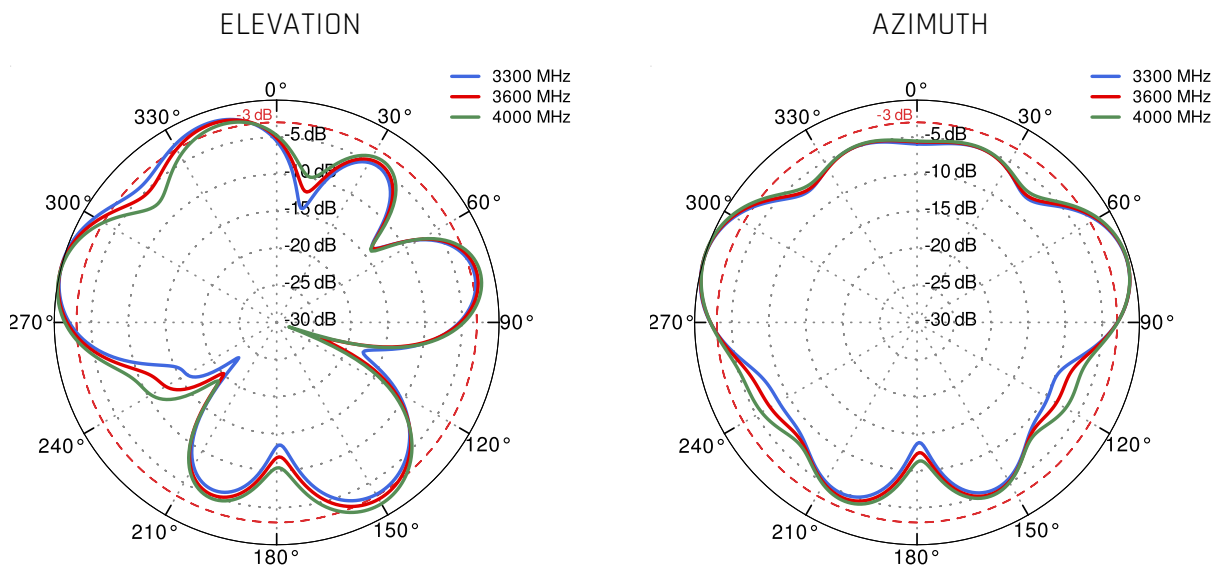 ELEVATION
3300 MHz
3600 MHz
4000 MHz
0°
30°
60°
90°
120°
150°
180°
210°
240°
270°
300°
330°
-3 dB
-5 dB
-10 dB
-15 dB
-20 dB
-25 dB
-30 dB
AZIMUTH
3300 MHz
3600 MHz
4000 MHz
0°
30°
60°
90°
120°
150°
180°
210°
240°
270°
300°
330°
-3 dB
-5 dB
-10 dB
-15 dB
-20 dB
-25 dB
-30 dB